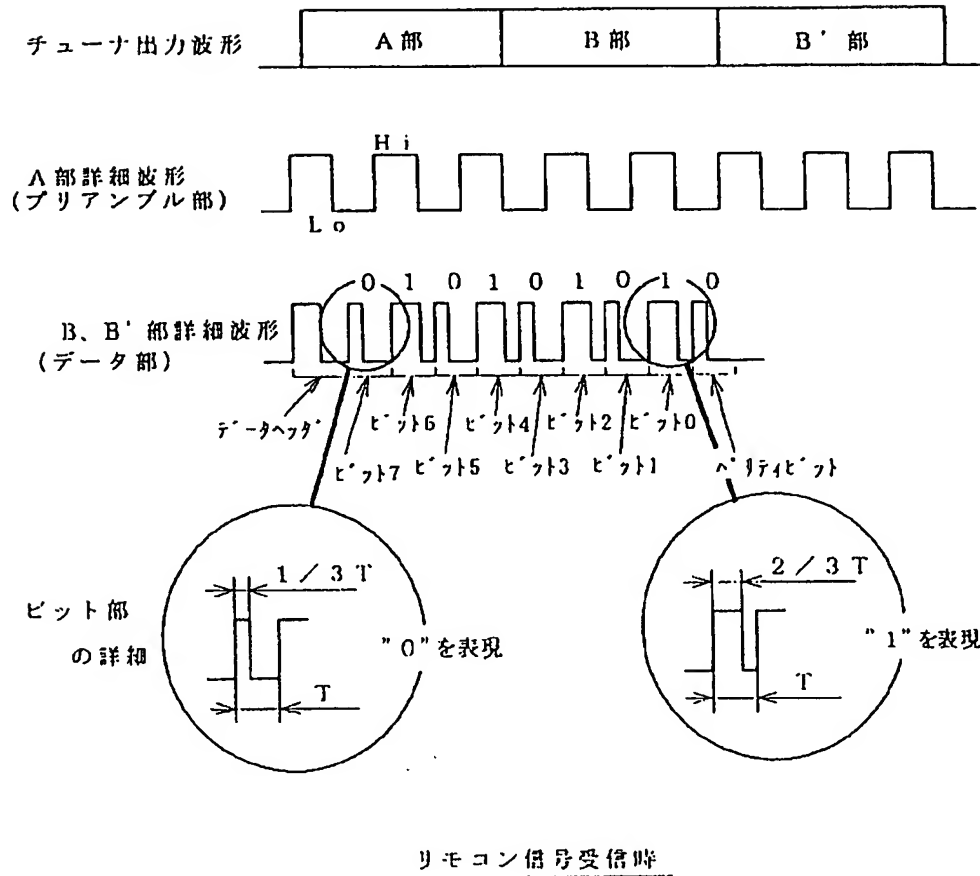 チューナ出力波形
A部
B部
B'部
Hi
A部詳細波形
(プリアンブル部)
Lo
0 1 0 1 0 1 0 1 0
B、B'部詳細波形
(データ部)
データヘッダ
ビット6
ビット4
ビット2
ビット0
ビット7
ビット5
ビット3
ビット1
パリティビット
1/3T
2/3T
ビット部
の詳細
"0"を表現
"1"を表現
T
T
リモコン信号受信時